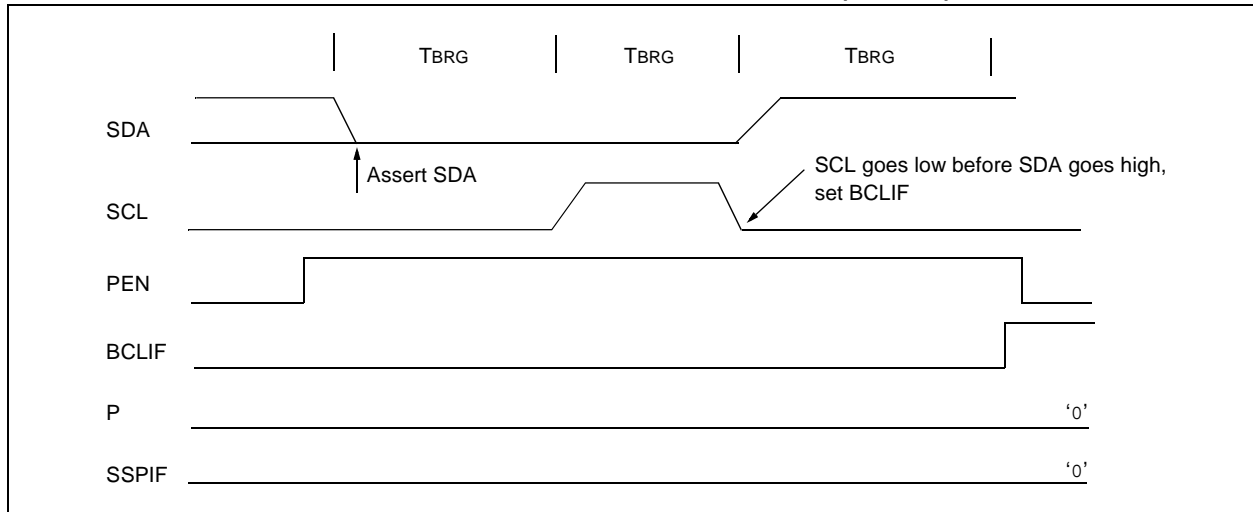 TBRG TBRG TBRG
SDA
Assert SDA
SCL goes low before SDA goes high,
set BCLIF
SCL
PEN
BCLIF
P ‘0’
SSPIF ‘0’